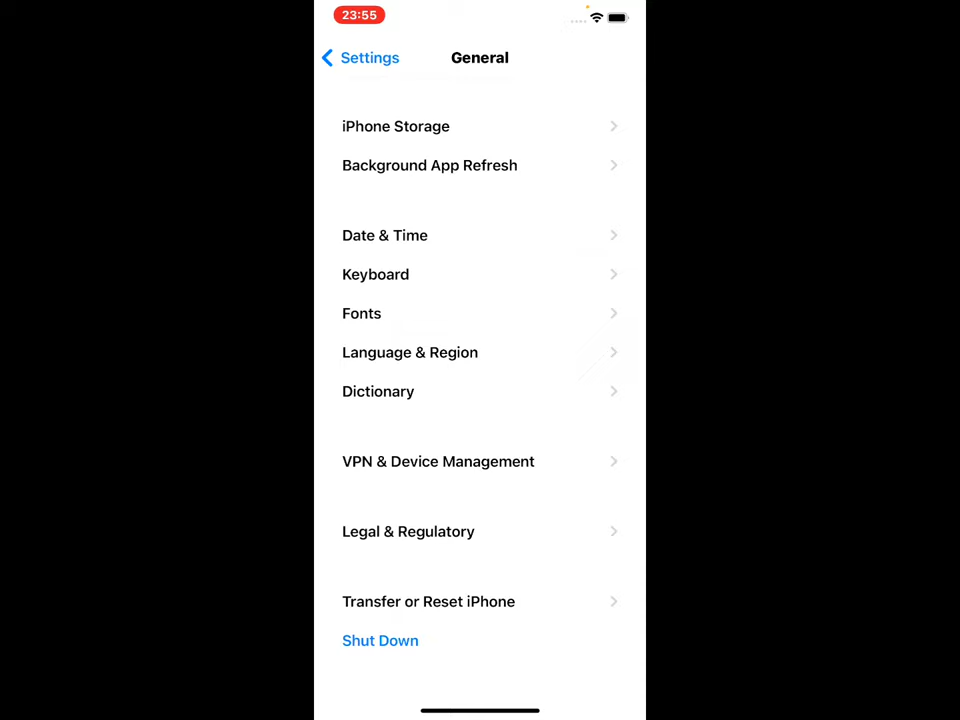 23:55
Settings
General
iPhone Storage
Background App Refresh
Date & Time
Keyboard
Fonts
Language & Region
Dictionary
VPN & Device Management
Legal & Regulatory
Transfer or Reset iPhone
Shut Down